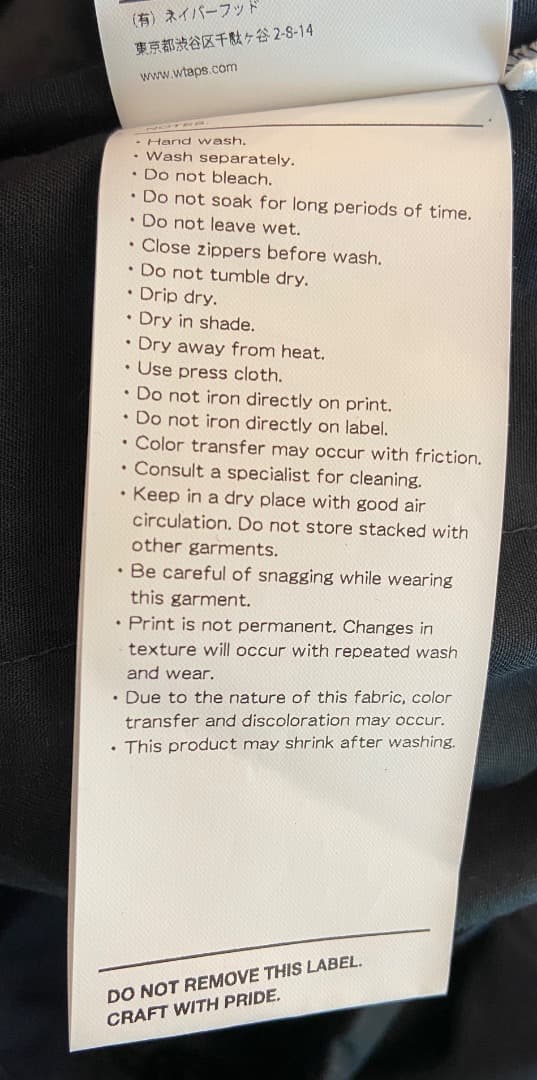 (有) ネイバーフッド
東京都渋谷区千駄ヶ谷 2-8-14
www.wtaps.com
NOTES:
・Hand wash.
・Wash separately.
・Do not bleach.
・Do not soak for long periods of time.
・Do not leave wet.
・Close zippers before wash.
・Do not tumble dry.
・Drip dry.
・Dry in shade.
・Dry away from heat.
・Use press cloth.
・Do not iron directly on print.
・Do not iron directly on label.
・Color transfer may occur with friction.
・Consult a specialist for cleaning.
・Keep in a dry place with good air
circulation. Do not store stacked with
other garments.
・Be careful of snagging while wearing
this garment.
・Print is not permanent. Changes in
texture will occur with repeated wash
and wear.
・Due to the nature of this fabric, color
transfer and discoloration may occur.
・This product may shrink after washing.
DO NOT REMOVE THIS LABEL.
CRAFT WITH PRIDE.